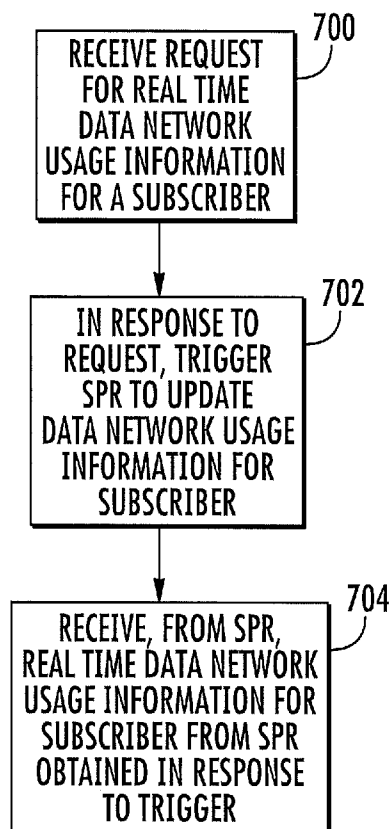 700
RECEIVE REQUEST
FOR REAL TIME
DATA NETWORK
USAGE INFORMATION
FOR A SUBSCRIBER
702
IN RESPONSE TO
REQUEST, TRIGGER
SPR TO UPDATE
DATA NETWORK USAGE
INFORMATION FOR
SUBSCRIBER
704
RECEIVE, FROM SPR,
REAL TIME DATA NETWORK
USAGE INFORMATION FOR
SUBSCRIBER FROM SPR
OBTAINED IN RESPONSE
TO TRIGGER